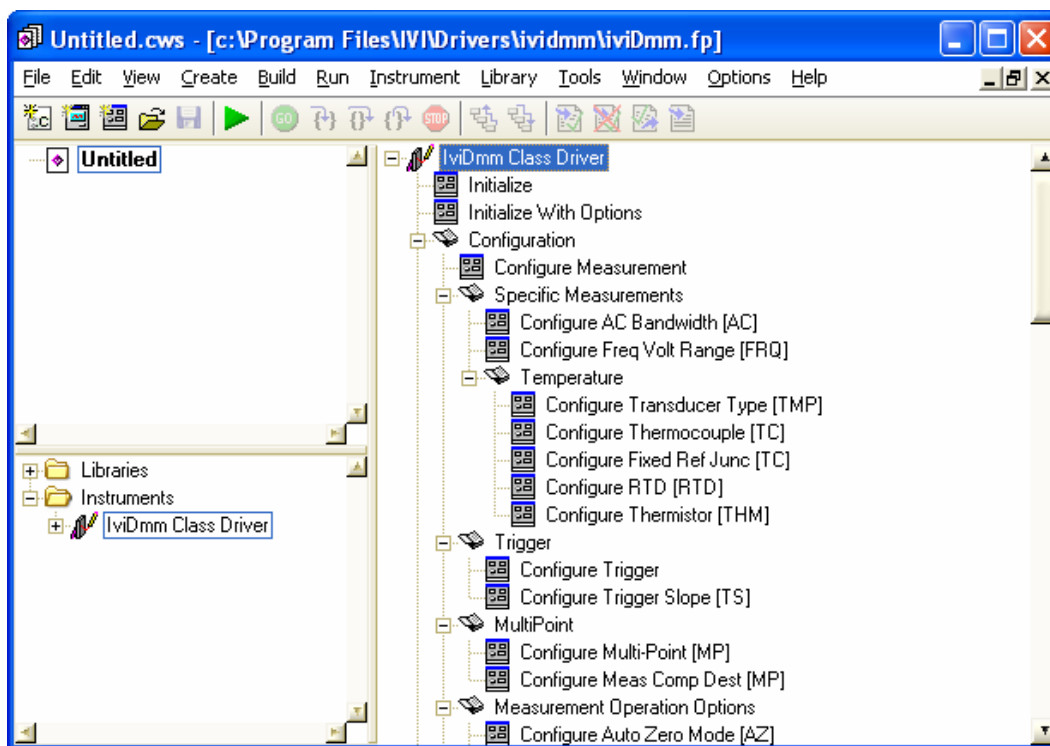 Untitled.cws - [c:\Program Files\IVI\Drivers\ividmm\iviDmm.fp]
File Edit View Create Build Run Instrument Library Tools Window Options Help
GO
STOP
Untitled
Libraries
Instruments
IviDmm Class Driver
IviDmm Class Driver
Initialize
Initialize With Options
Configuration
Configure Measurement
Specific Measurements
Configure AC Bandwidth [AC]
Configure Freq Volt Range [FRQ]
Temperature
Configure Transducer Type [TMP]
Configure Thermocouple [TC]
Configure Fixed Ref Junc [TC]
Configure RTD [RTD]
Configure Thermistor [THM]
Trigger
Configure Trigger
Configure Trigger Slope [TS]
MultiPoint
Configure Multi-Point [MP]
Configure Meas Comp Dest [MP]
Measurement Operation Options
Configure Auto Zero Mode [AZ]